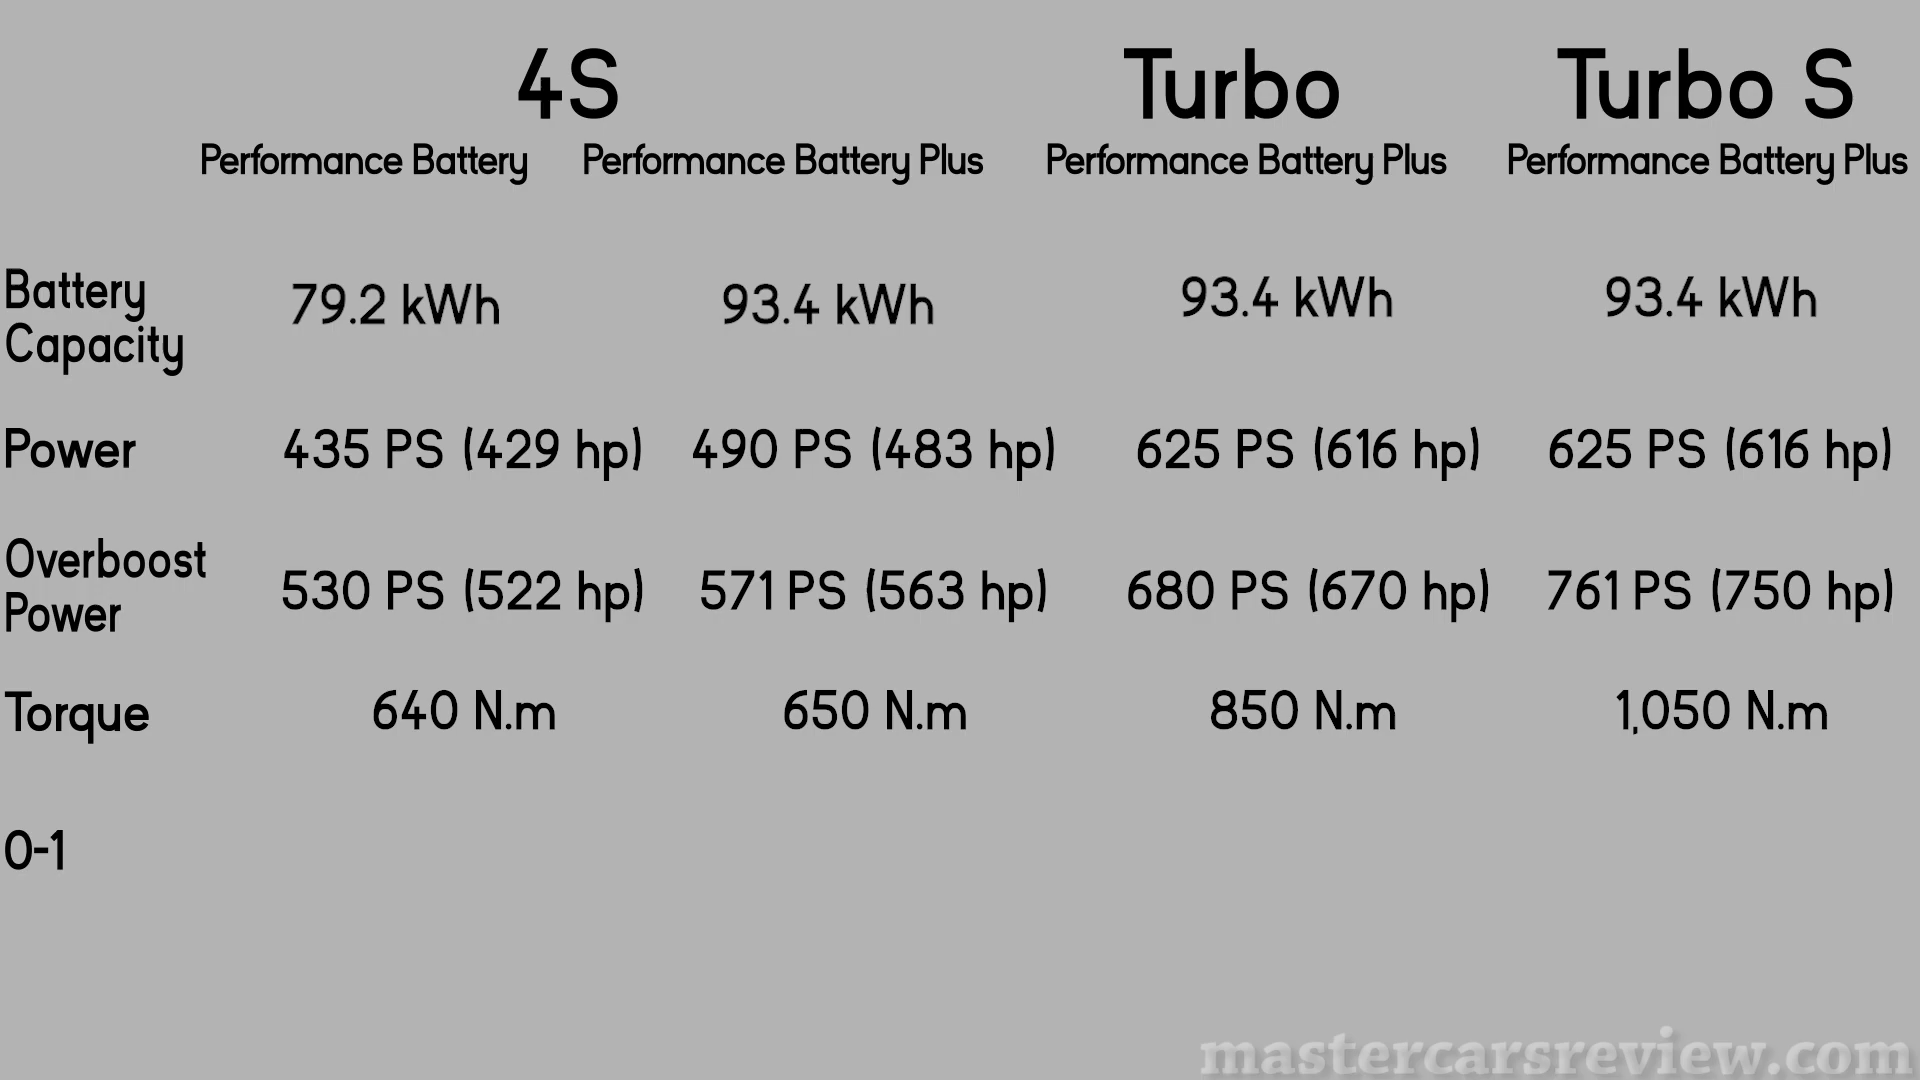 4S Turbo Turbo S
Performance Battery Performance Battery Plus Performance Battery Plus Performance Battery Plus
Battery
Capacity
79.2 kWh 93.4 kWh 93.4 kWh 93.4 kWh
Power 435 PS (429 hp) 490 PS (483 hp) 625 PS (616 hp) 625 PS (616 hp)
Overboost
Power
530 PS (522 hp) 571 PS (563 hp) 680 PS (670 hp) 761 PS (750 hp)
Torque 640 N.m 650 N.m 850 N.m 1,050 N.m
0-1
mastercarsreview.com